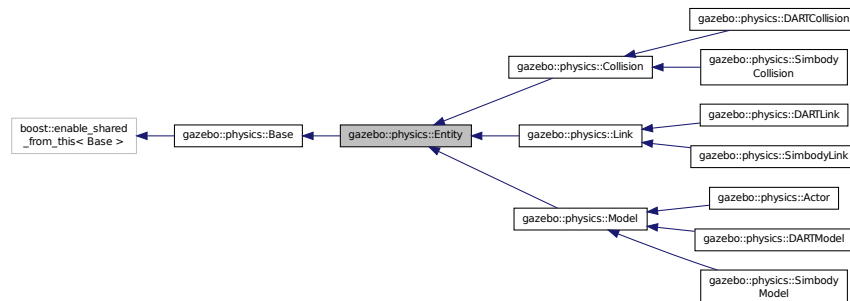 gazebo::physics::DARTCollision
gazebo::physics::Collision
gazebo::physics::Simbody
Collision
boost::enable_shared
_from_this< Base >
gazebo::physics::Base
gazebo::physics::Entity
gazebo::physics::Link
gazebo::physics::DARTLink
gazebo::physics::SimbodyLink
gazebo::physics::Model
gazebo::physics::Actor
gazebo::physics::DARTModel
gazebo::physics::Simbody
Model